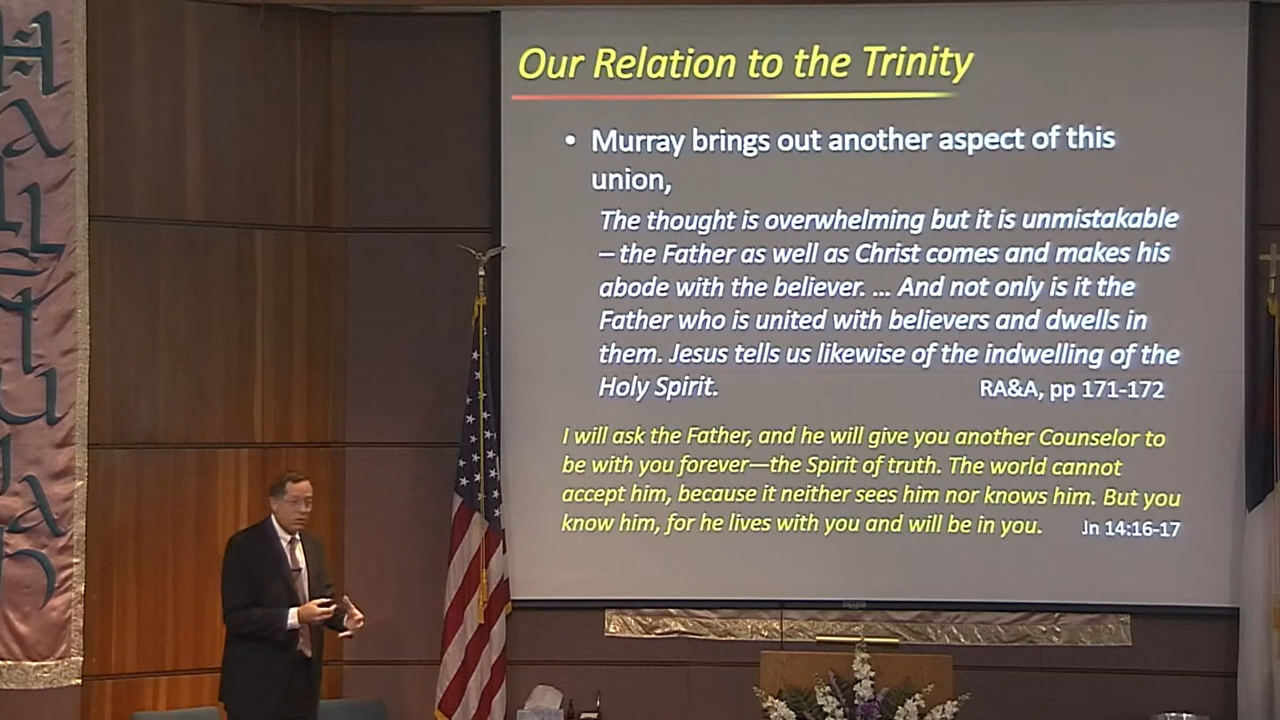 Hallelujah
Our Relation to the Trinity
• Murray brings out another aspect of this
union,
The thought is overwhelming but it is unmistakable
– the Father as well as Christ comes and makes his
abode with the believer. ... And not only is it the
Father who is united with believers and dwells in
them. Jesus tells us likewise of the indwelling of the
Holy Spirit. RA&A, pp 171-172
I will ask the Father, and he will give you another Counselor to
be with you forever—the Spirit of truth. The world cannot
accept him, because it neither sees him nor knows him. But you
know him, for he lives with you and will be in you. Jn 14:16-17